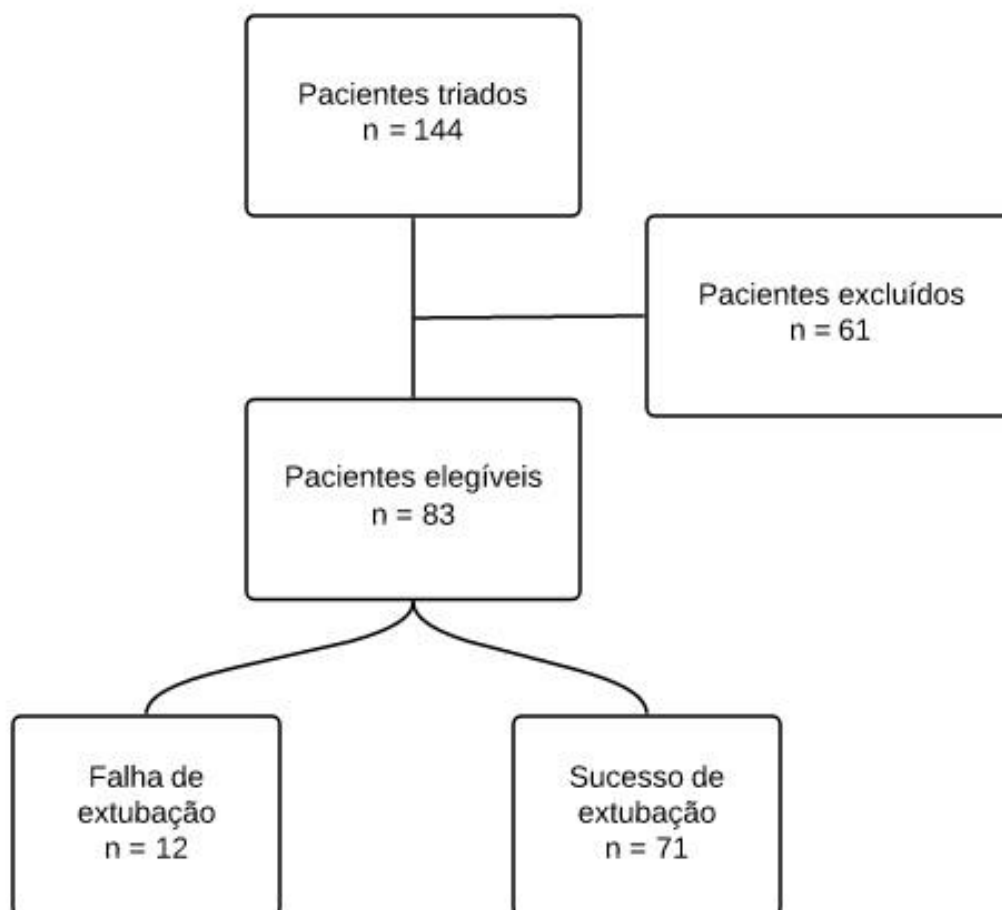 Pacientes triados
n = 144
Pacientes excluídos
n = 61
Pacientes elegíveis
n = 83
Falha de
extubação
n = 12
Sucesso de
extubação
n = 71